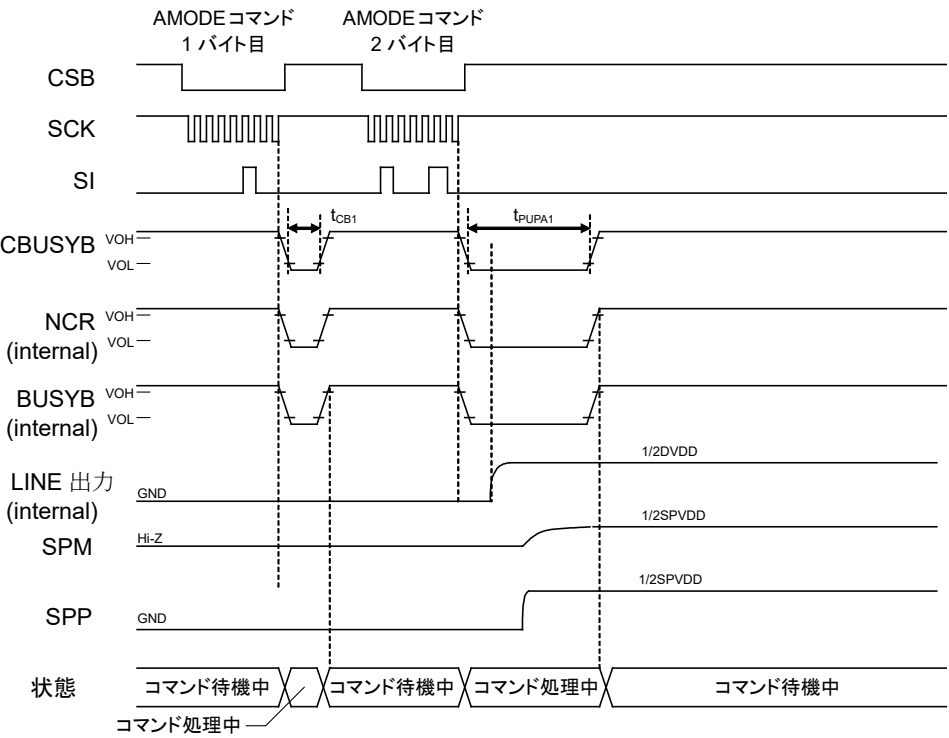 AMODEコマンド AMODEコマンド
1 バイト目 2 バイト目
CSB
SCK
SI
tCB1 tPUPA1
CBUSYB VOH
VOL
NCR VOH
(internal) VOL
BUSYB VOH
(internal) VOL
LINE 出力 GND 1/2DVDD
(internal)
SPM Hi-Z 1/2SPVDD
SPP GND 1/2SPVDD
状態 コマンド待機中 コマンド待機中 コマンド処理中 コマンド待機中
コマンド処理中